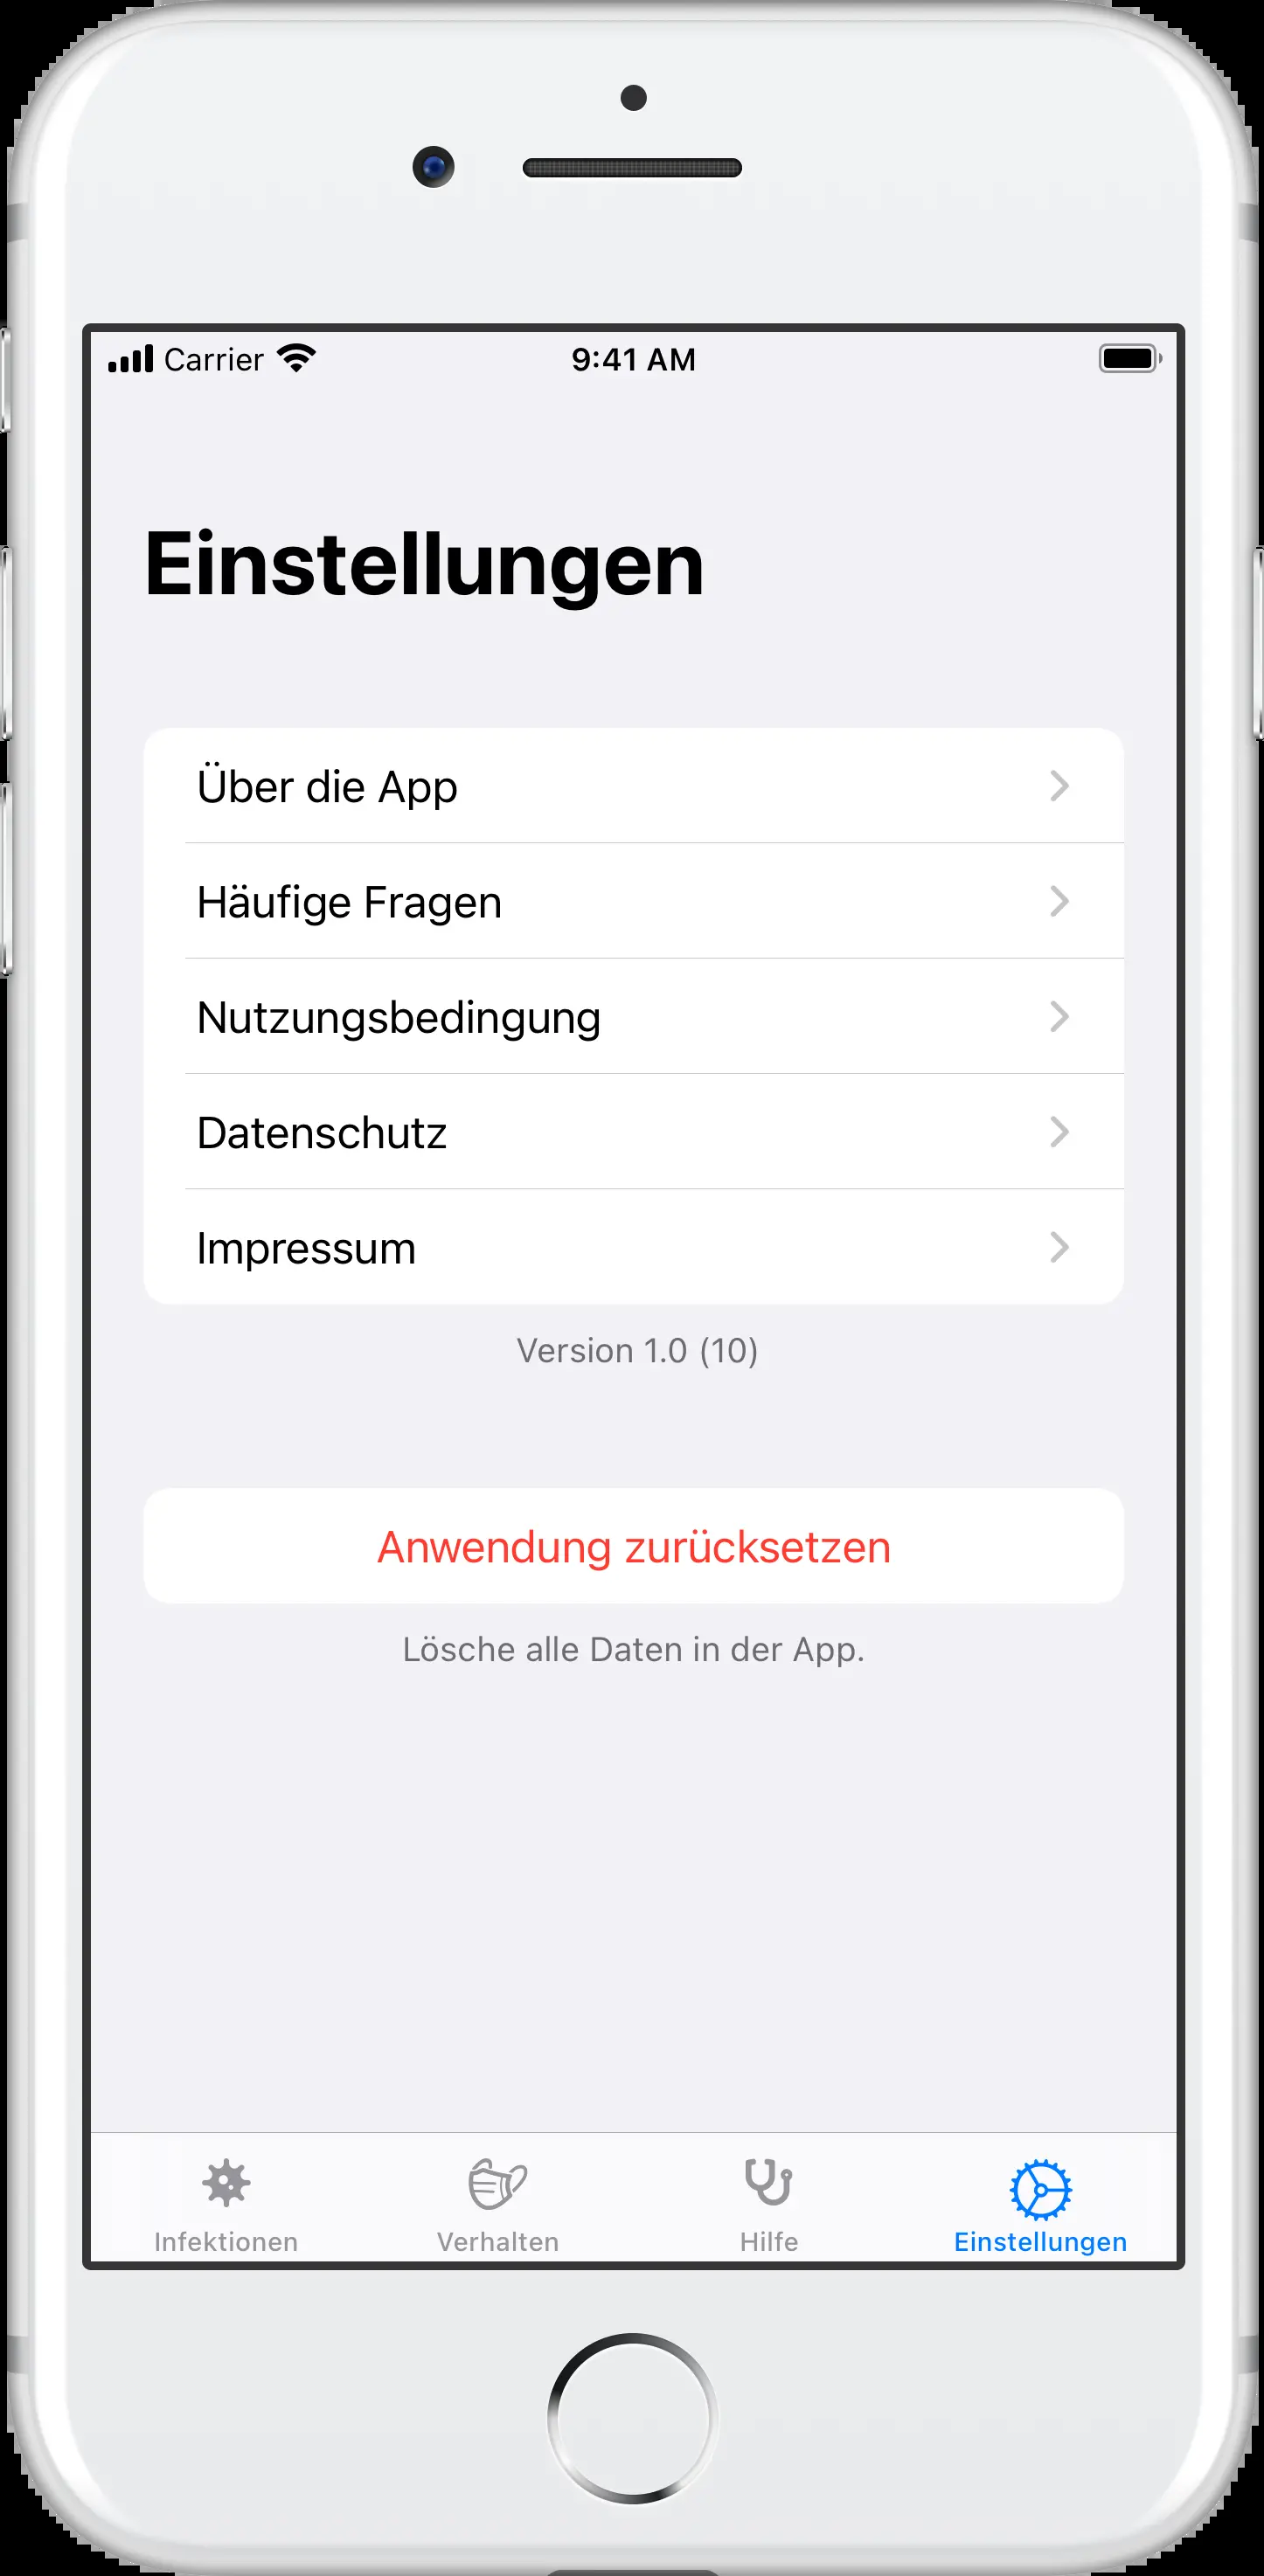 Carrier 9:41 AM
Einstellungen
Über die App
Häufige Fragen
Nutzungsbedingung
Datenschutz
Impressum
Version 1.0 (10)
Anwendung zurücksetzen
Lösche alle Daten in der App.
Infektionen Verhalten Hilfe Einstellungen